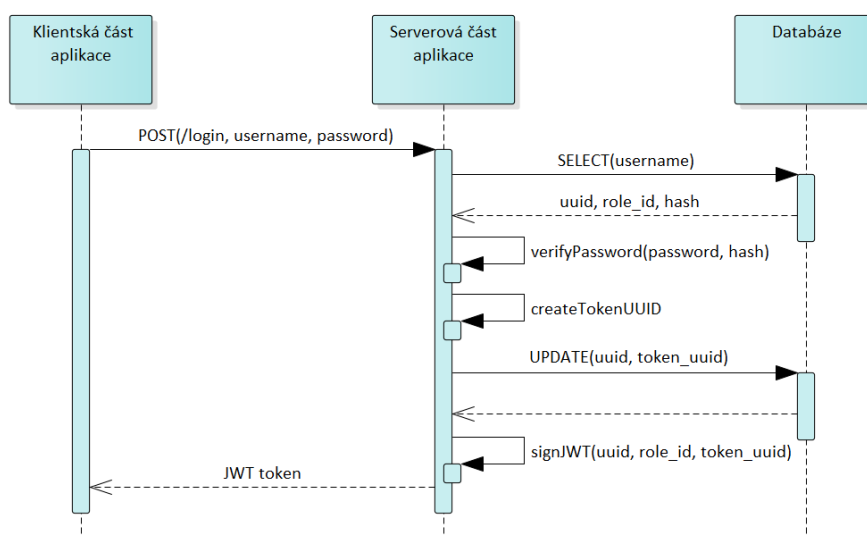 Klientská část
aplikace
Serverová část
aplikace
Databáze
POST(/login, username, password)
SELECT(username)
uuid, role_id, hash
verifyPassword(password, hash)
createTokenUUID
UPDATE(uuid, token_uuid)
signJWT(uuid, role_id, token_uuid)
JWT token